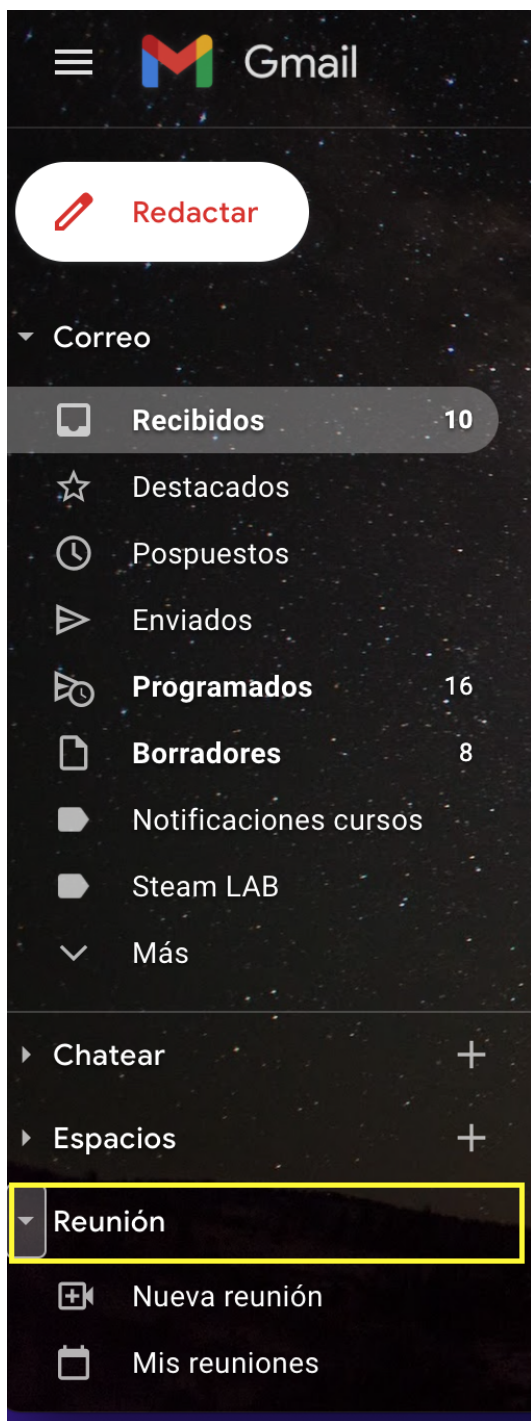 Gmail
Redactar
Correo
Recibidos 10
Destacados
Pospuestos
Enviados
Programados 16
Borradores 8
Notificaciones cursos
Steam LAB
Más
Chatear
Espacios
Reunión
Nueva reunión
Mis reuniones